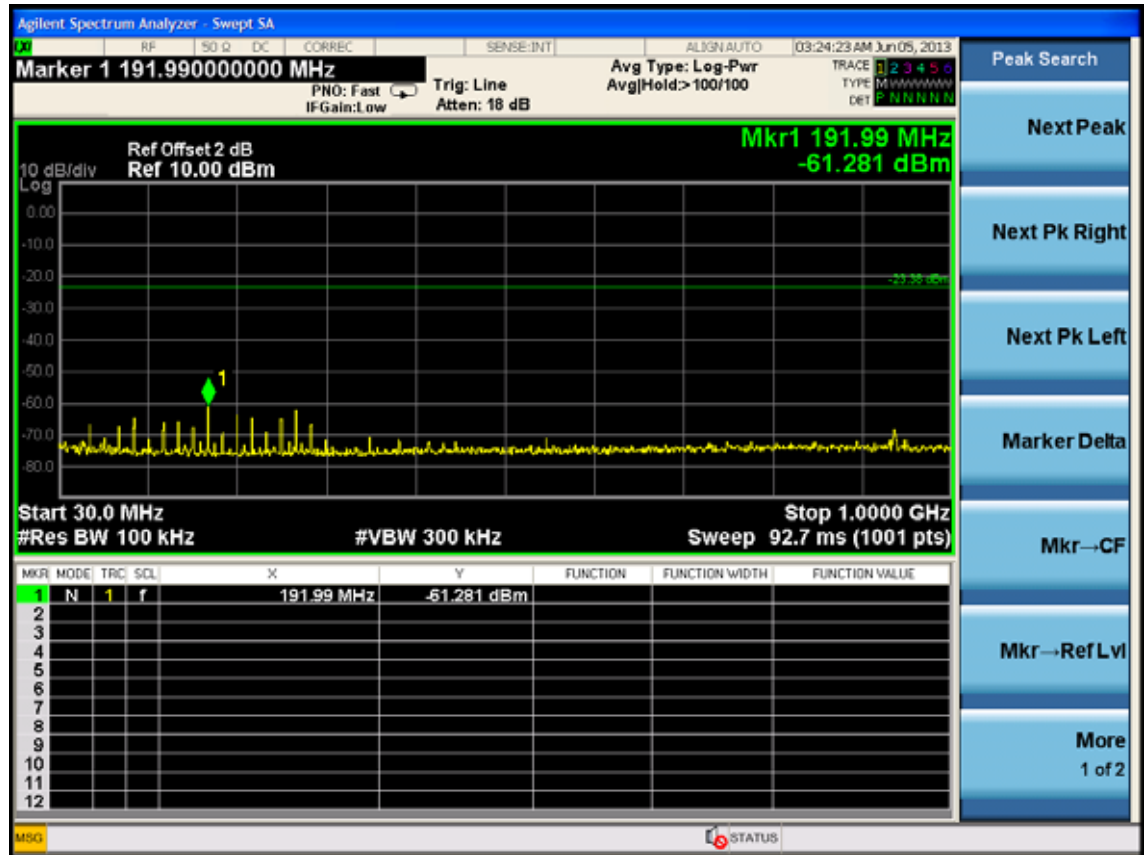 Agilent Spectrum Analyzer - Swept SA
LXI RF 50 Ω DC CORREC SENSE:INT ALIGN AUTO 03:24:23 AM Jun 05, 2013
Marker 1 191.990000000 MHz
PNO: Fast
IFGain:Low
Trig: Line
Atten: 18 dB
Avg Type: Log-Pwr
Avg|Hold:>100/100
TRACE 1 2 3 4 5 6
TYPE M
DET P N N N N N
Peak Search
Next Peak
Next Pk Right
Next Pk Left
Marker Delta
Mkr→CF
Mkr→Ref Lvl
More
1 of 2
Mkr1 191.99 MHz
-61.281 dBm
Ref Offset 2 dB
10 dB/div Ref 10.00 dBm
Log
0.00
-10.0
-20.0
-23.38 dBm
-30.0
-40.0
-50.0
1
-60.0
-70.0
-80.0
Start 30.0 MHz Stop 1.0000 GHz
#Res BW 100 kHz #VBW 300 kHz Sweep 92.7 ms (1001 pts)
MKR MODE TRC SCL X Y FUNCTION FUNCTION WIDTH FUNCTION VALUE
1 N 1 f 191.99 MHz -61.281 dBm
2
3
4
5
6
7
8
9
10
11
12
MSG STATUS